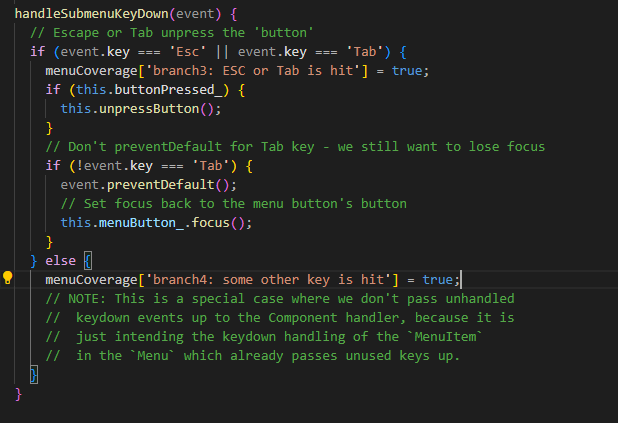 handleSubmenuKeyDown(event) {
  // Escape or Tab unpress the 'button'
  if (event.key === 'Esc' || event.key === 'Tab') {
    menuCoverage['branch3: ESC or Tab is hit'] = true;
    if (this.buttonPressed_) {
      this.unpressButton();
    }
    // Don't preventDefault for Tab key - we still want to lose focus
    if (!event.key === 'Tab') {
      event.preventDefault();
      // Set focus back to the menu button's button
      this.menuButton_.focus();
    }
  } else {
    menuCoverage['branch4: some other key is hit'] = true;
    // NOTE: This is a special case where we don't pass unhandled
    //  keydown events up to the Component handler, because it is
    //  just intending the keydown handling of the `MenuItem`
    //  in the `Menu` which already passes unused keys up.
  }
}